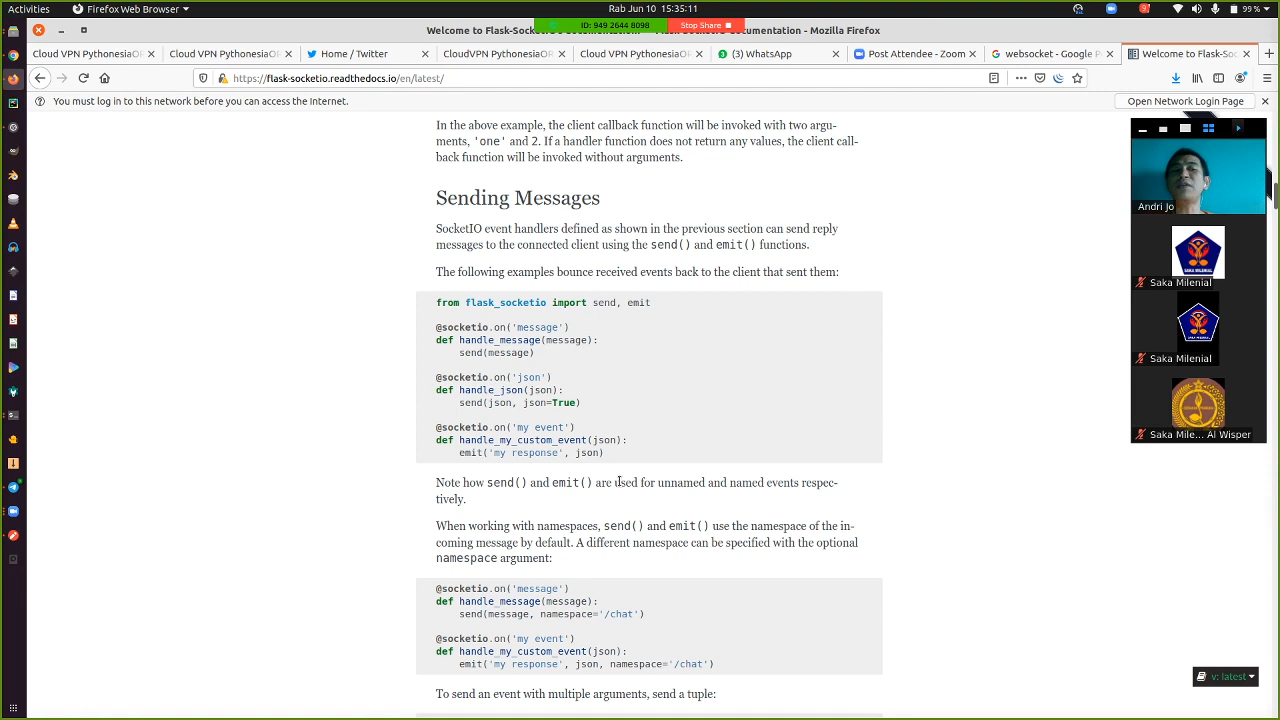 Activities
Firefox Web Browser
Rab Jun 10 15:35:11
99 %
ID: 949 2644 8098
Stop Share
Mozilla Firefox
Cloud VPN PythonesiaOR
Cloud VPN PythonesiaOR
Home / Twitter
CloudVPN PythonesiaOR
Cloud VPN PythonesiaOR
(3) WhatsApp
Post Attendee - Zoom
websocket - Google P
Welcome to Flask-Soc
https://flask-socketio.readthedocs.io/en/latest/
You must log in to this network before you can access the Internet.
Open Network Login Page
In the above example, the client callback function will be invoked with two argu-
ments, 'one' and 2. If a handler function does not return any values, the client call-
back function will be invoked without arguments.
Sending Messages
SocketIO event handlers defined as shown in the previous section can send reply
messages to the connected client using the send() and emit() functions.
The following examples bounce received events back to the client that sent them:
from flask_socketio import send, emit
@socketio.on('message')
def handle_message(message):
send(message)
@socketio.on('json')
def handle_json(json):
send(json, json=True)
@socketio.on('my event')
def handle_my_custom_event(json):
emit('my response', json)
Note how send() and emit() are used for unnamed and named events respec-
tively.
When working with namespaces, send() and emit() use the namespace of the in-
coming message by default. A different namespace can be specified with the optional
namespace argument:
@socketio.on('message')
def handle_message(message):
send(message, namespace='/chat')
@socketio.on('my event')
def handle_my_custom_event(json):
emit('my response', json, namespace='/chat')
To send an event with multiple arguments, send a tuple:
Andri Jo
SAKA MILENIAL
Saka Milenial
Saka Milenial
Saka Mile... Al Wisper
v: latest